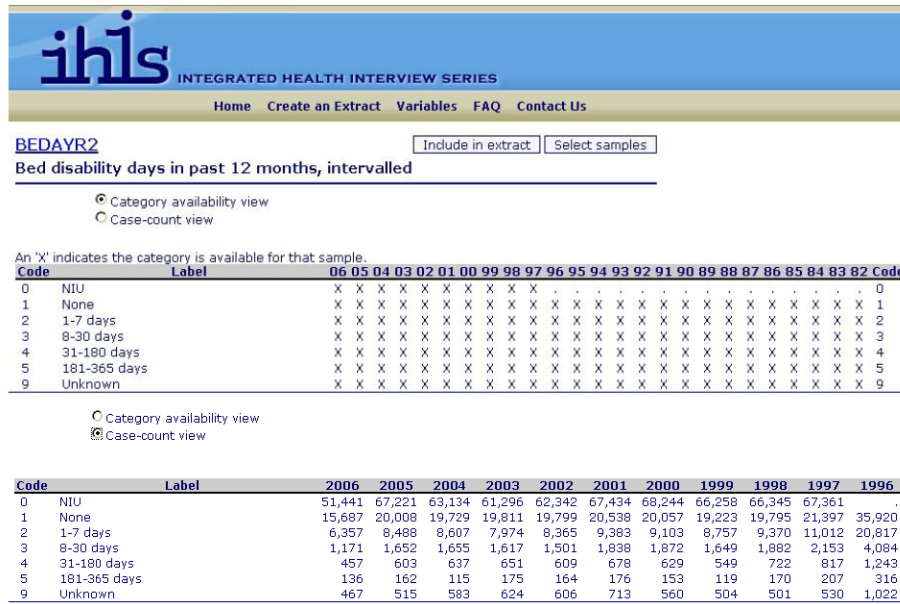 ihis INTEGRATED HEALTH INTERVIEW SERIES
Home Create an Extract Variables FAQ Contact Us
BEDAYR2 Include in extract Select samples
Bed disability days in past 12 months, intervalled
Category availability view
Case-count view
An 'X' indicates the category is available for that sample.
Code Label 06 05 04 03 02 01 00 99 98 97 96 95 94 93 92 91 90 89 88 87 86 85 84 83 82 Code
0 NIU X X X X X X X X X X . . . . . . . . . . . . . . . 0
1 None X X X X X X X X X X X X X X X X X X X X X X X X X 1
2 1-7 days X X X X X X X X X X X X X X X X X X X X X X X X X 2
3 8-30 days X X X X X X X X X X X X X X X X X X X X X X X X X 3
4 31-180 days X X X X X X X X X X X X X X X X X X X X X X X X X 4
5 181-365 days X X X X X X X X X X X X X X X X X X X X X X X X X 5
9 Unknown X X X X X X X X X X X X X X X X X X X X X X X X X 9
Category availability view
Case-count view
Code Label 2006 2005 2004 2003 2002 2001 2000 1999 1998 1997 1996
0 NIU 51,441 67,221 63,134 61,296 62,342 67,434 68,244 66,258 66,345 67,361 .
1 None 15,687 20,008 19,729 19,811 19,799 20,538 20,057 19,223 19,795 21,397 35,920
2 1-7 days 6,357 8,488 8,607 7,974 8,365 9,383 9,103 8,757 9,370 11,012 20,817
3 8-30 days 1,171 1,652 1,655 1,617 1,501 1,838 1,872 1,649 1,882 2,153 4,084
4 31-180 days 457 603 637 651 609 678 629 549 722 817 1,243
5 181-365 days 136 162 115 175 164 176 153 119 170 207 316
9 Unknown 467 515 583 624 606 713 560 504 501 530 1,022